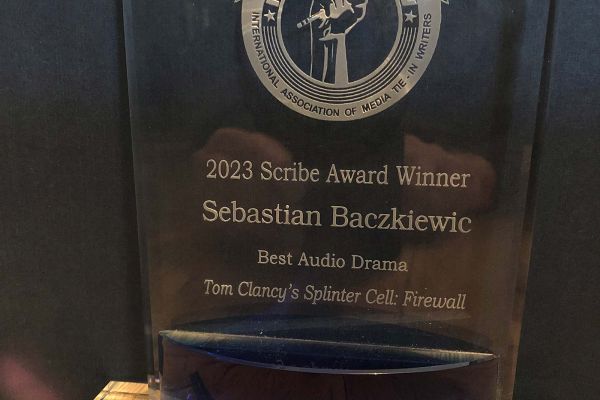 INTERNATIONAL ASSOCIATION OF MEDIA TIE-IN WRITERS
2023 Scribe Award Winner
Sebastian Baczkiewic
Best Audio Drama
Tom Clancy's Splinter Cell: Firewall